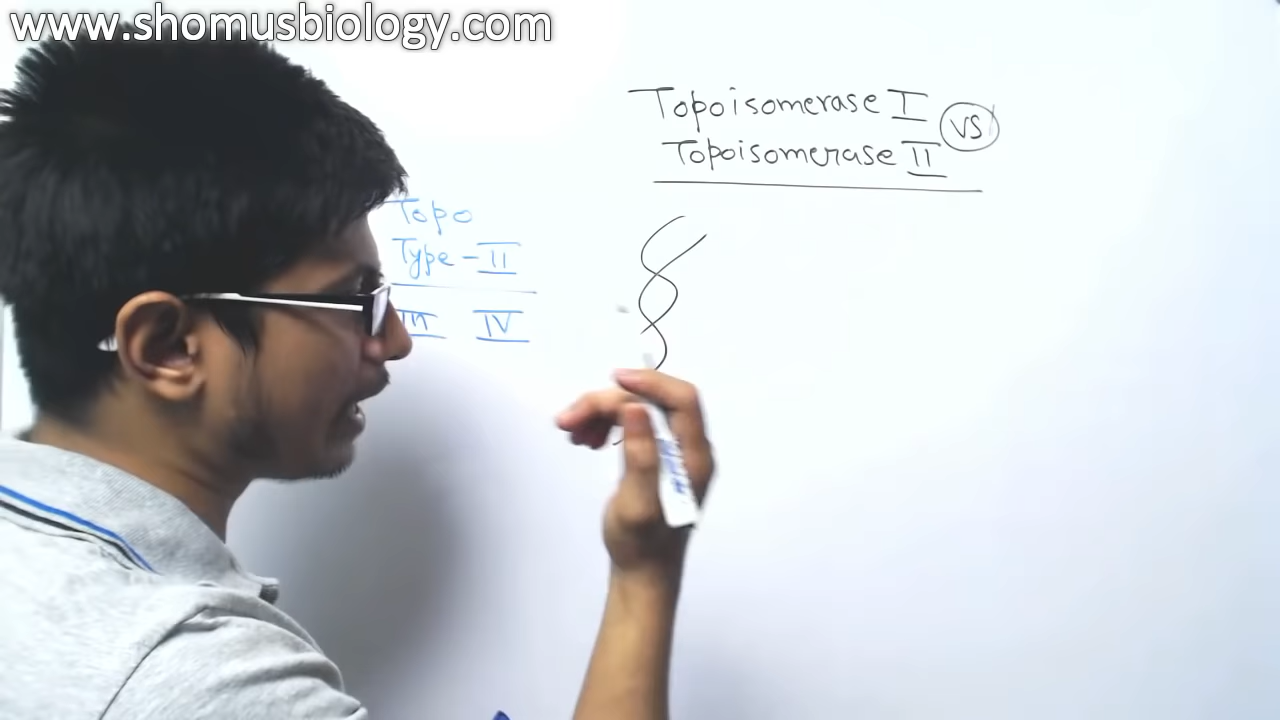 www.shomusbiology.com
Topoisomerase I
VS
Topoisomerase II
Topo
Type - II
IV